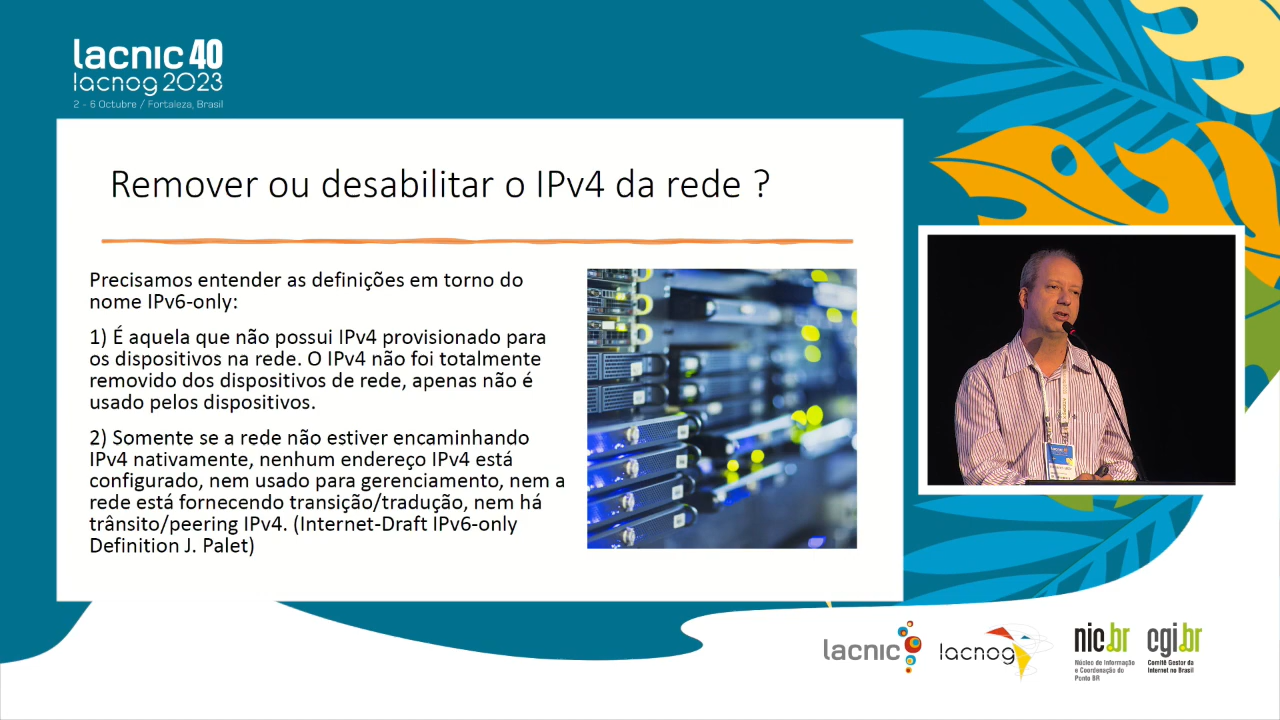 lacnic 40
lacnog 2023
2 - 6 Octubre / Fortaleza, Brasil
Remover ou desabilitar o IPv4 da rede ?
Precisamos entender as definições em torno do
nome IPv6-only:
1) É aquela que não possui IPv4 provisionado para
os dispositivos na rede. O IPv4 não foi totalmente
removido dos dispositivos de rede, apenas não é
usado pelos dispositivos.
2) Somente se a rede não estiver encaminhando
IPv4 nativamente, nenhum endereço IPv4 está
configurado, nem usado para gerenciamento, nem a
rede está fornecendo transição/tradução, nem há
trânsito/peering IPv4. (Internet-Draft IPv6-only
Definition J. Palet)
lacnic
lacnog
nic.br
Núcleo de Informação
e Coordenação do
Ponto BR
cgi.br
Comitê Gestor da
Internet no Brasil